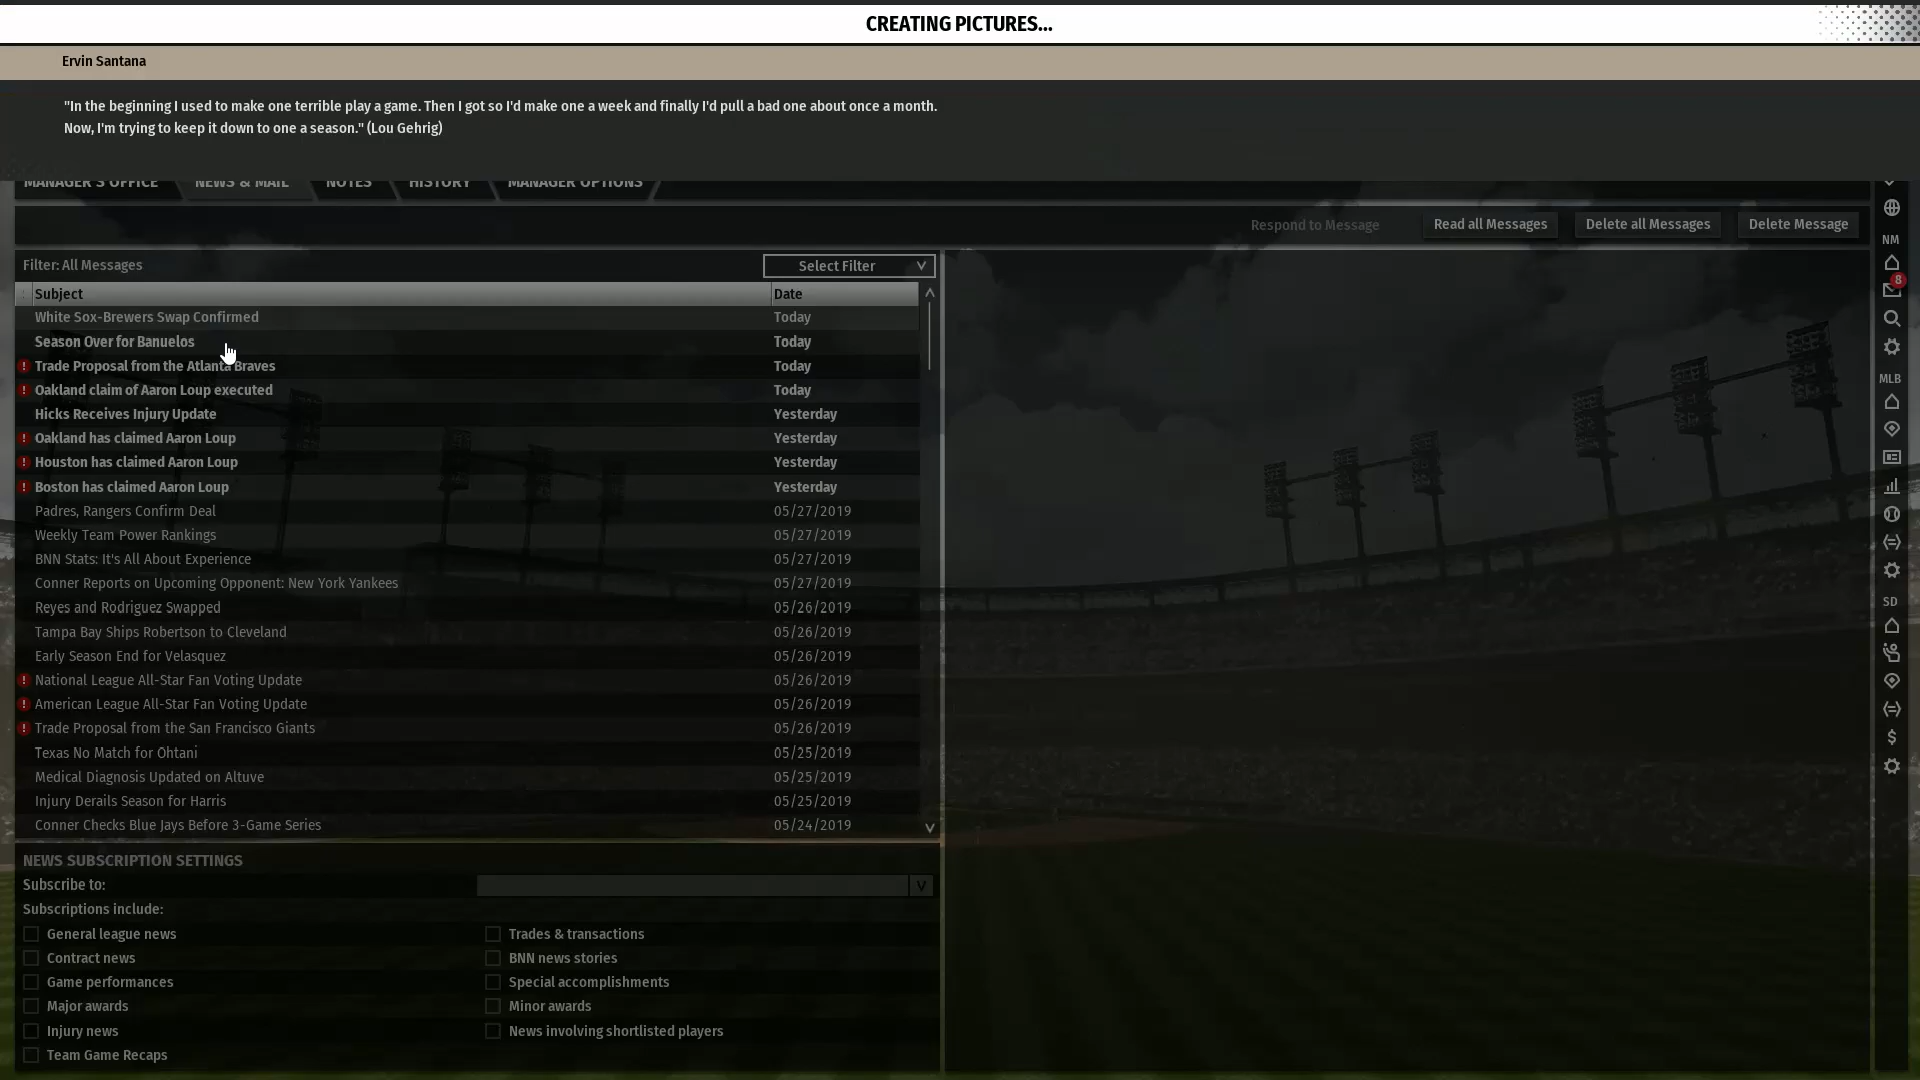 CREATING PICTURES...
Ervin Santana
"In the beginning I used to make one terrible play a game. Then I got so I'd make one a week and finally I'd pull a bad one about once a month.
Now, I'm trying to keep it down to one a season." (Lou Gehrig)
MANAGER'S OFFICE NEWS & MAIL NOTES HISTORY MANAGER OPTIONS
Respond to Message Read all Messages Delete all Messages Delete Message
Filter: All Messages Select Filter
Subject Date
White Sox-Brewers Swap Confirmed Today
Season Over for Banuelos Today
! Trade Proposal from the Atlanta Braves Today
! Oakland claim of Aaron Loup executed Today
Hicks Receives Injury Update Yesterday
! Oakland has claimed Aaron Loup Yesterday
! Houston has claimed Aaron Loup Yesterday
! Boston has claimed Aaron Loup Yesterday
Padres, Rangers Confirm Deal 05/27/2019
Weekly Team Power Rankings 05/27/2019
BNN Stats: It's All About Experience 05/27/2019
Conner Reports on Upcoming Opponent: New York Yankees 05/27/2019
Reyes and Rodriguez Swapped 05/26/2019
Tampa Bay Ships Robertson to Cleveland 05/26/2019
Early Season End for Velasquez 05/26/2019
! National League All-Star Fan Voting Update 05/26/2019
! American League All-Star Fan Voting Update 05/26/2019
! Trade Proposal from the San Francisco Giants 05/26/2019
Texas No Match for Ohtani 05/25/2019
Medical Diagnosis Updated on Altuve 05/25/2019
Injury Derails Season for Harris 05/25/2019
Conner Checks Blue Jays Before 3-Game Series 05/24/2019
NEWS SUBSCRIPTION SETTINGS
Subscribe to:
Subscriptions include:
General league news Trades & transactions
Contract news BNN news stories
Game performances Special accomplishments
Major awards Minor awards
Injury news News involving shortlisted players
Team Game Recaps
NM
8
MLB
SD
$